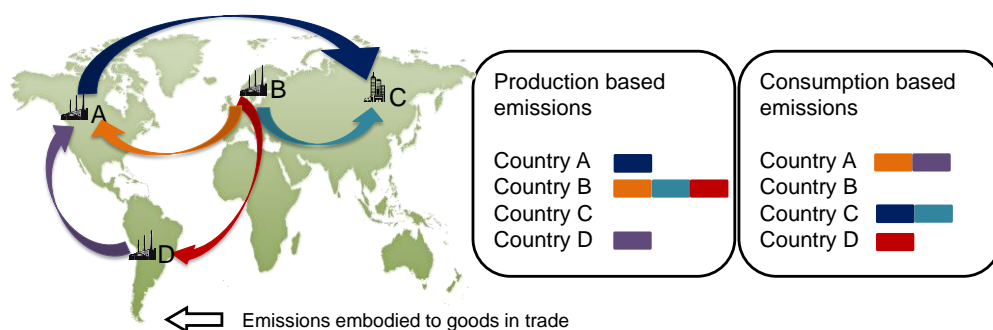 A
B
C
D
Emissions embodied to goods in trade
Production based
emissions
Country A
Country B
Country C
Country D
Consumption based
emissions
Country A
Country B
Country C
Country D